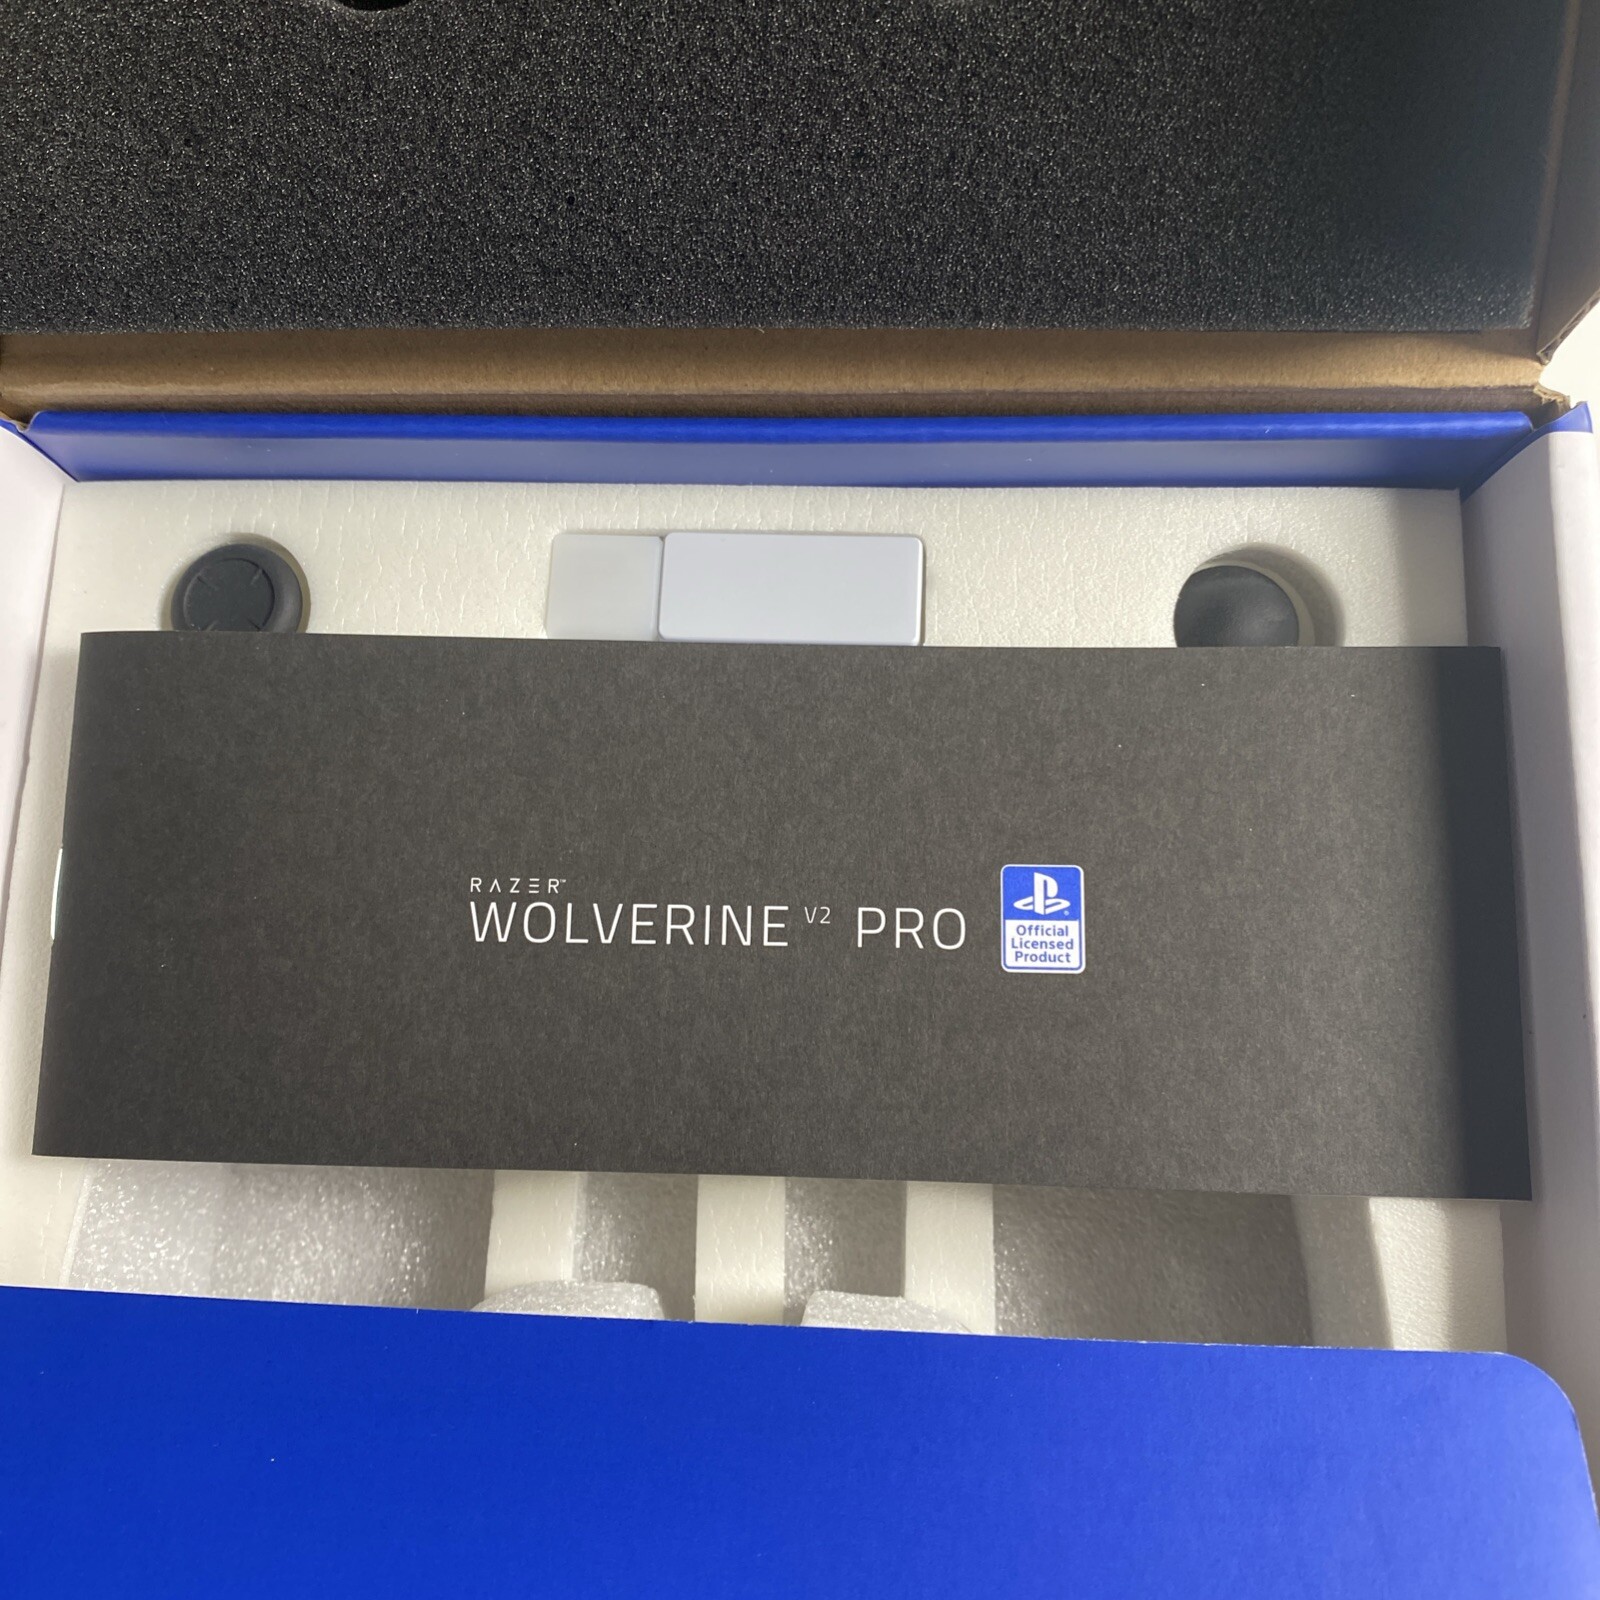 RAZER™
WOLVERINE V2 PRO
Official
Licensed
Product